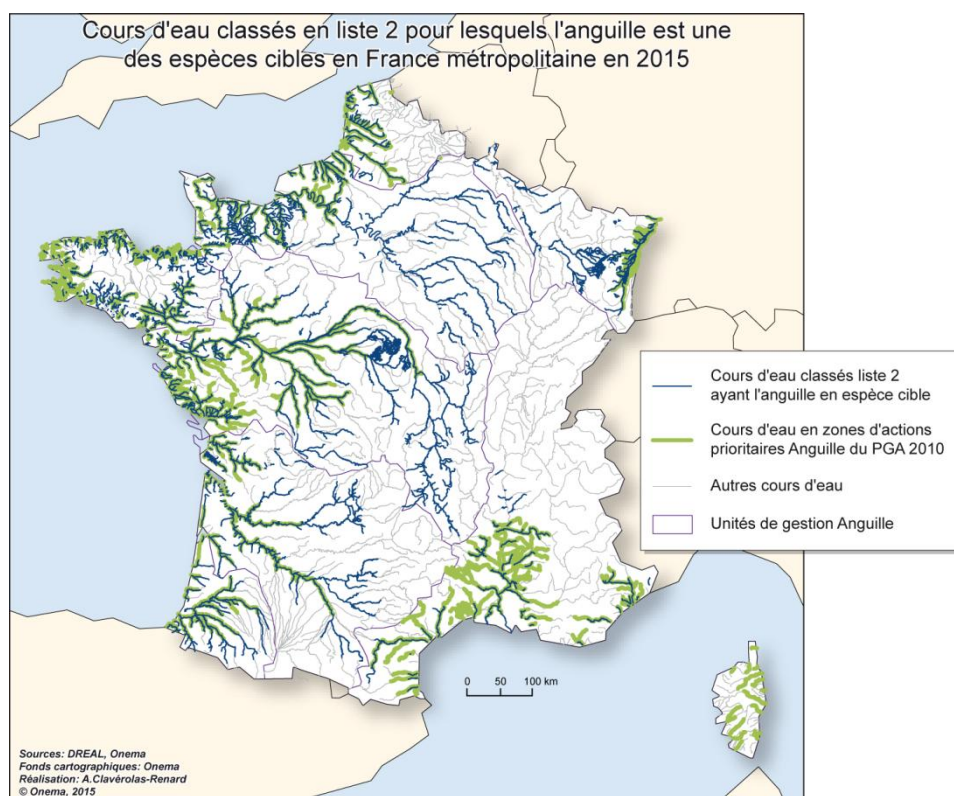 Cours d'eau classés en liste 2 pour lesquels l'anguille est une
des espèces cibles en France métropolitaine en 2015
Cours d'eau classés liste 2
ayant l'anguille en espèce cible
Cours d'eau en zones d'actions
prioritaires Anguille du PGA 2010
Autres cours d'eau
Unités de gestion Anguille
0 50 100 km
Sources: DREAL, Onema
Fonds cartographiques: Onema
Réalisation : A.Clavérolas-Renard
© Onema, 2015